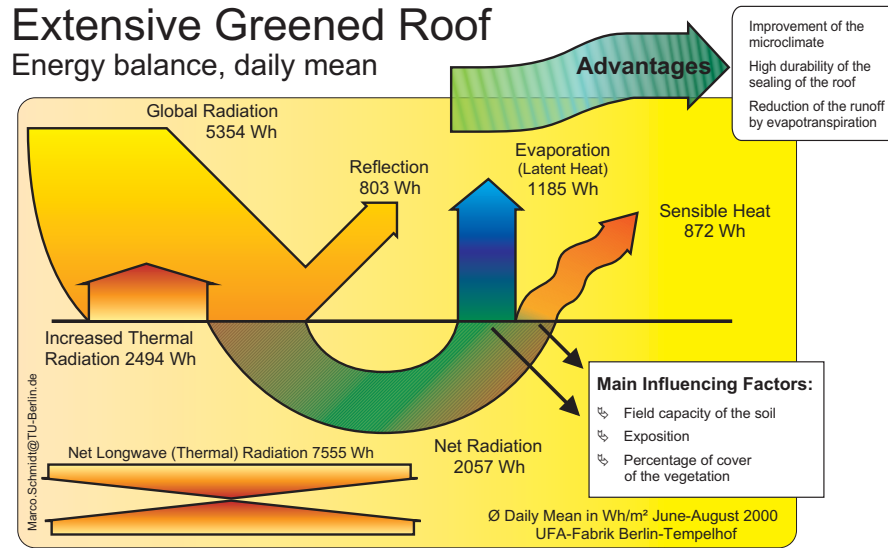 Extensive Greened Roof
Energy balance, daily mean
Advantages
Improvement of the
microclimate
High durability of the
sealing of the roof
Reduction of the runoff
by evapotranspiration
Global Radiation
5354 Wh
Reflection
803 Wh
Evaporation
(Latent Heat)
1185 Wh
Sensible Heat
872 Wh
Increased Thermal
Radiation 2494 Wh
Main Influencing Factors:
Field capacity of the soil
Exposition
Percentage of cover
of the vegetation
Net Radiation
2057 Wh
Net Longwave (Thermal) Radiation 7555 Wh
Ø Daily Mean in Wh/m² June-August 2000
UFA-Fabrik Berlin-Tempelhof
Marco.Schmidt@TU-Berlin.de